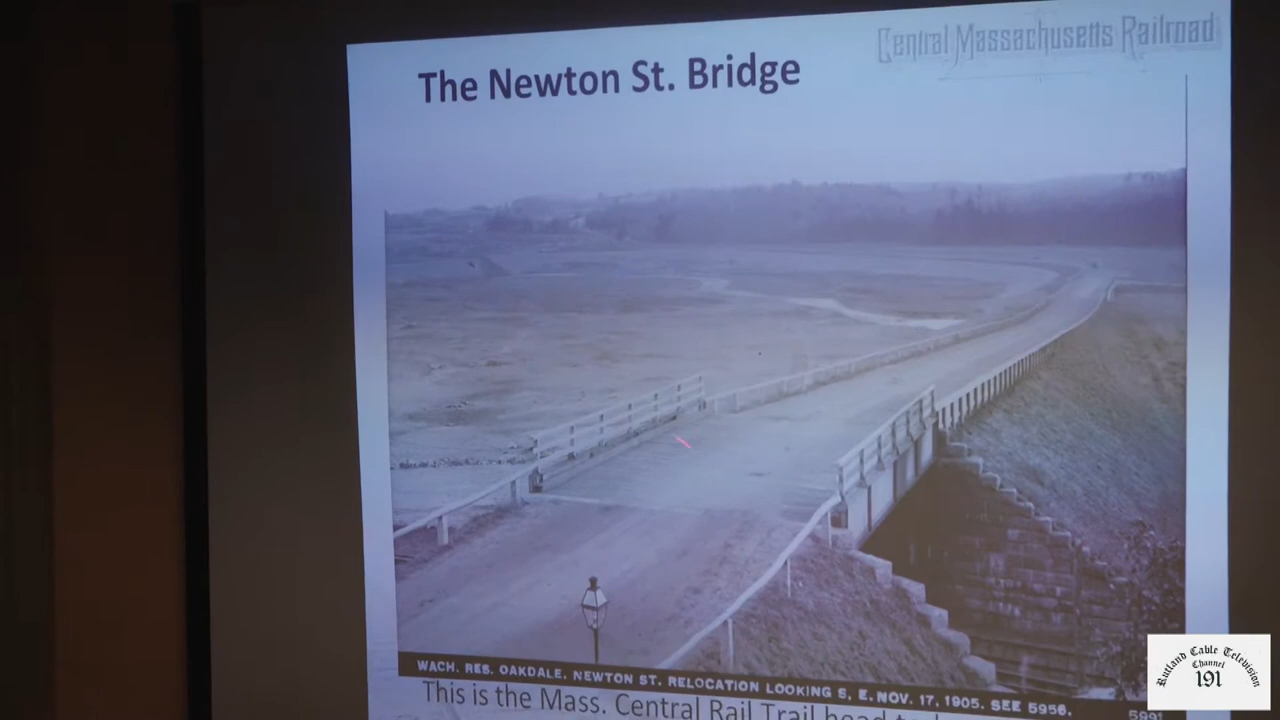 Central Massachusetts Railroad
The Newton St. Bridge
WACH. RES. OAKDALE. NEWTON ST. RELOCATION LOOKING S. E. NOV. 17, 1905. SEE 5956.
This is the Mass. Central Rail Trail head
Rutland Cable Television
Channel
191